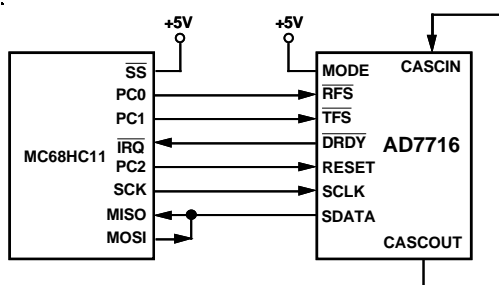 +5V +5V
SS MODE CASCIN
PC0 RFS
PC1 TFS
IRQ DRDY AD7716
MC68HC11 PC2 RESET
SCK SCLK
MISO SDATA
MOSI
CASCOUT